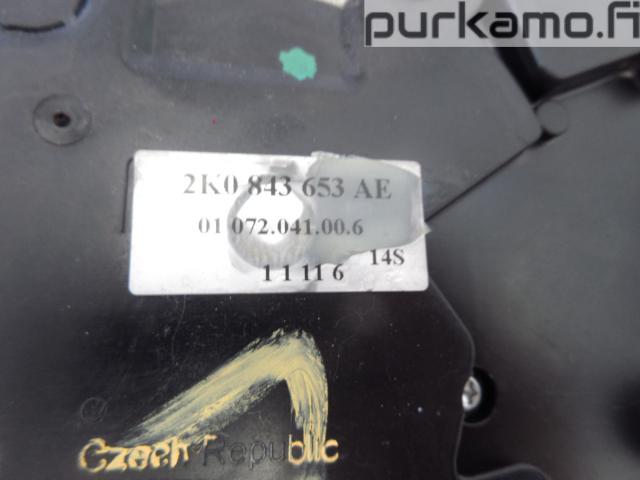 purkamo.fi
2K0 843 653 AE
01 072.041.00.6
14S
1 1 11 6
Czech Republic